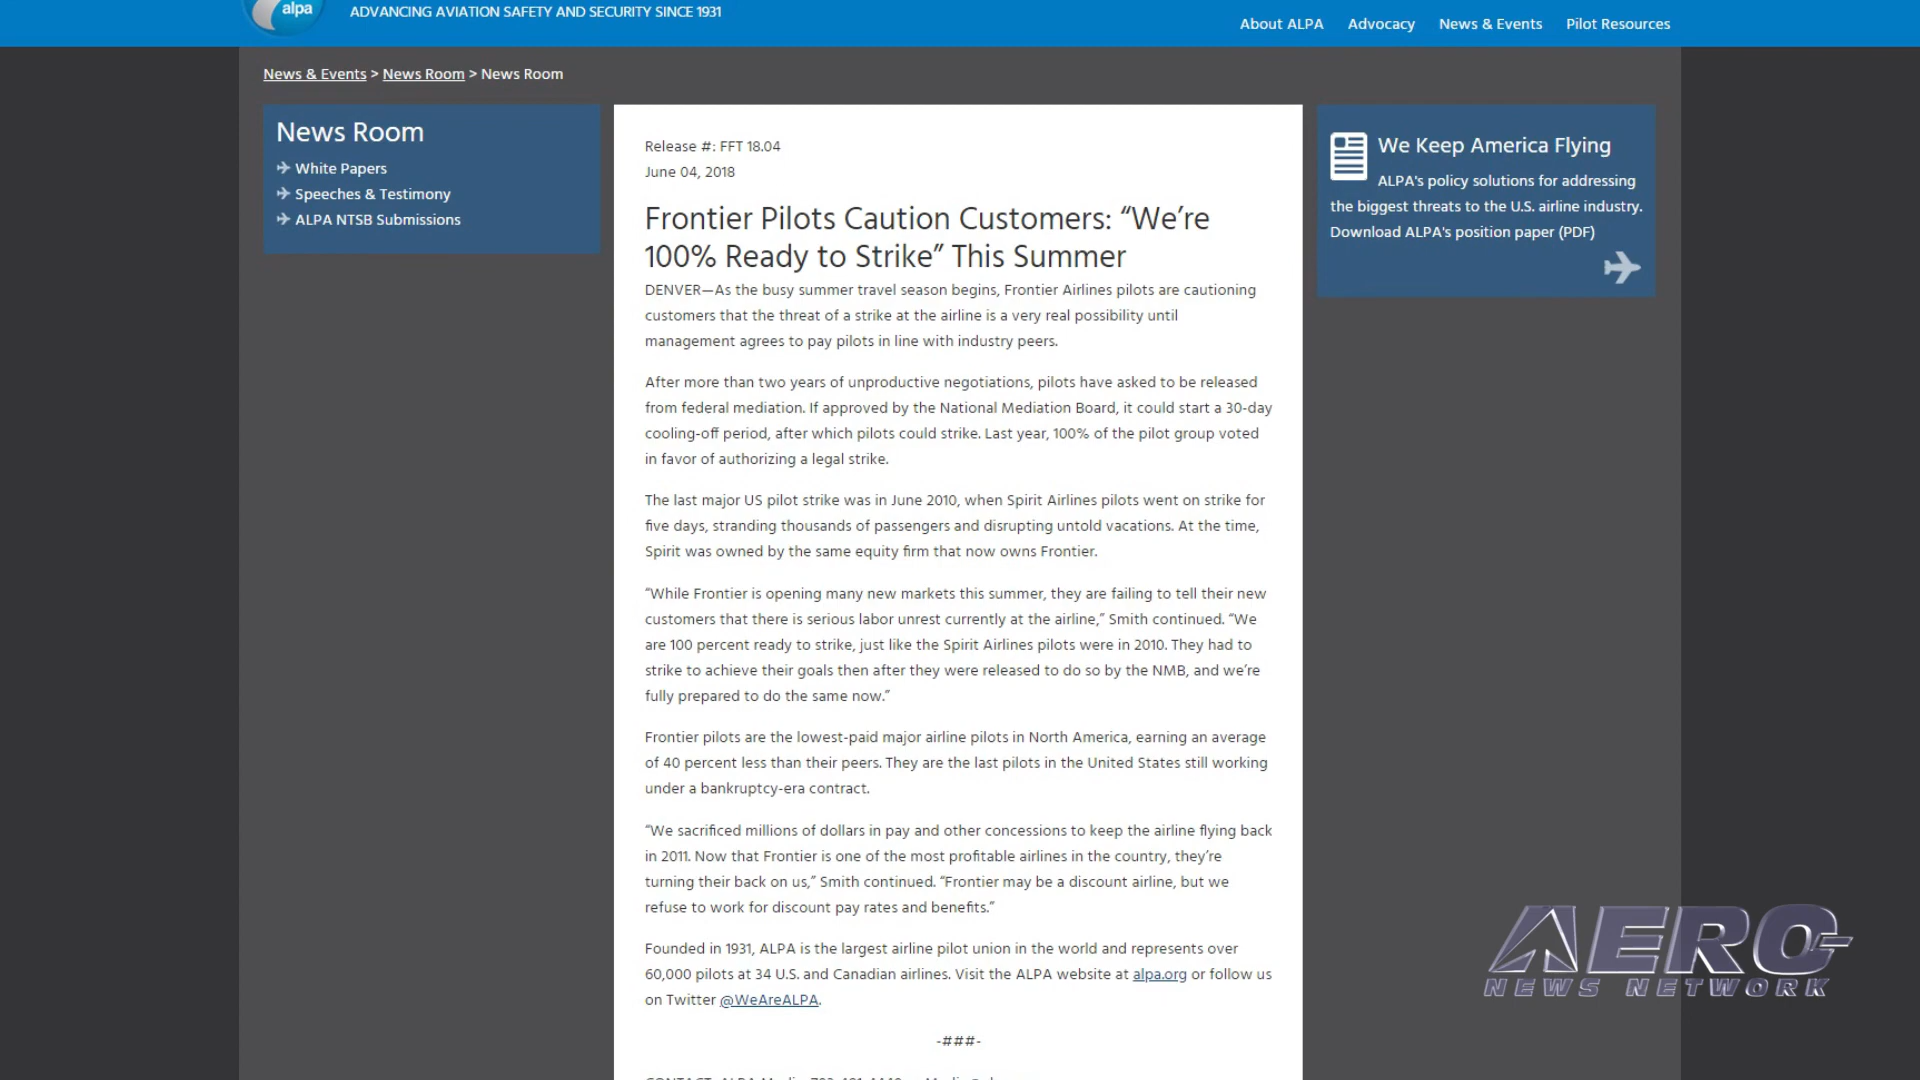 alpa
ADVANCING AVIATION SAFETY AND SECURITY SINCE 1931
About ALPA
Advocacy
News & Events
Pilot Resources
News & Events > News Room > News Room
News Room
White Papers
Speeches & Testimony
ALPA NTSB Submissions
Release #: FFT 18.04
June 04, 2018
Frontier Pilots Caution Customers: “We’re
100% Ready to Strike” This Summer
DENVER—As the busy summer travel season begins, Frontier Airlines pilots are cautioning
customers that the threat of a strike at the airline is a very real possibility until
management agrees to pay pilots in line with industry peers.
After more than two years of unproductive negotiations, pilots have asked to be released
from federal mediation. If approved by the National Mediation Board, it could start a 30-day
cooling-off period, after which pilots could strike. Last year, 100% of the pilot group voted
in favor of authorizing a legal strike.
The last major US pilot strike was in June 2010, when Spirit Airlines pilots went on strike for
five days, stranding thousands of passengers and disrupting untold vacations. At the time,
Spirit was owned by the same equity firm that now owns Frontier.
“While Frontier is opening many new markets this summer, they are failing to tell their new
customers that there is serious labor unrest currently at the airline,” Smith continued. “We
are 100 percent ready to strike, just like the Spirit Airlines pilots were in 2010. They had to
strike to achieve their goals then after they were released to do so by the NMB, and we’re
fully prepared to do the same now.”
Frontier pilots are the lowest-paid major airline pilots in North America, earning an average
of 40 percent less than their peers. They are the last pilots in the United States still working
under a bankruptcy-era contract.
“We sacrificed millions of dollars in pay and other concessions to keep the airline flying back
in 2011. Now that Frontier is one of the most profitable airlines in the country, they’re
turning their back on us,” Smith continued. “Frontier may be a discount airline, but we
refuse to work for discount pay rates and benefits.”
Founded in 1931, ALPA is the largest airline pilot union in the world and represents over
60,000 pilots at 34 U.S. and Canadian airlines. Visit the ALPA website at alpa.org or follow us
on Twitter @WeAreALPA.
-###-
We Keep America Flying
ALPA's policy solutions for addressing
the biggest threats to the U.S. airline industry.
Download ALPA's position paper (PDF)
AERO
NEWS NETWORK